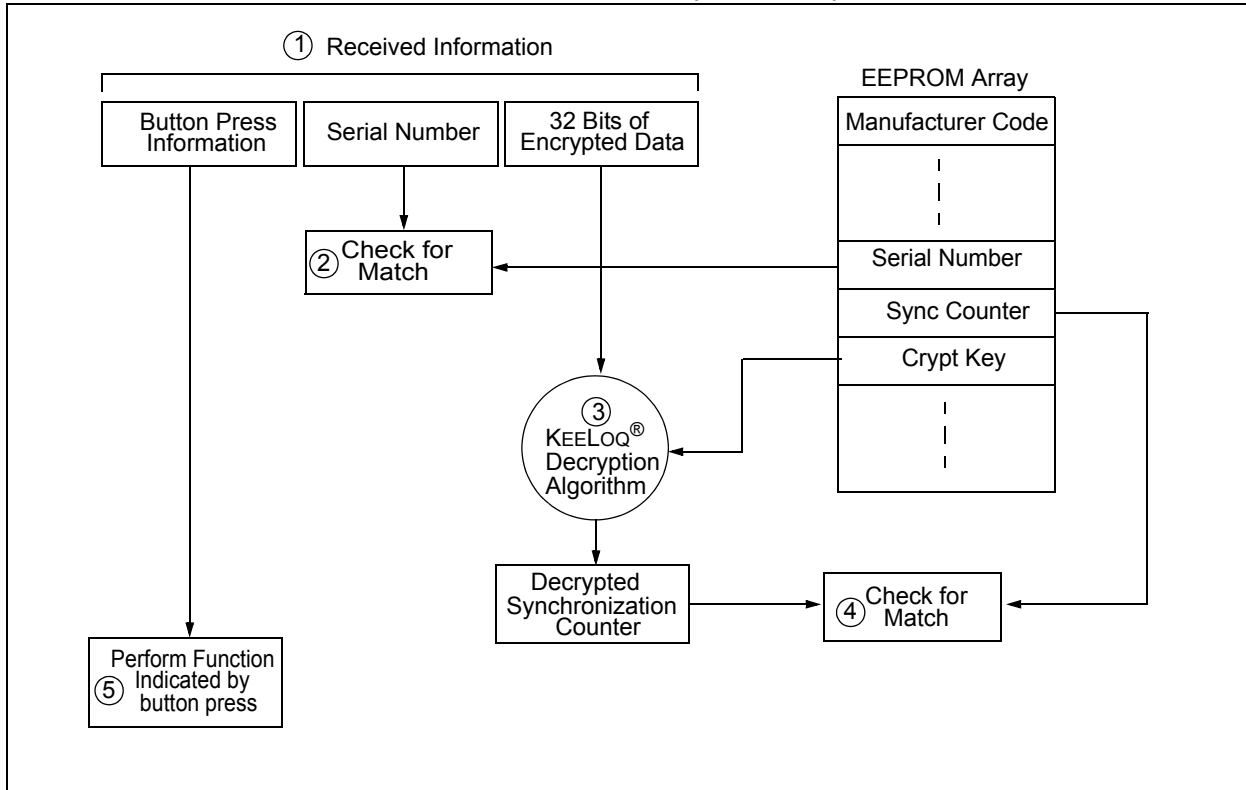 ① Received Information
EEPROM Array
Button Press
Information
Serial Number
32 Bits of
Encrypted Data
Manufacturer Code
② Check for
Match
Serial Number
Sync Counter
Crypt Key
③
KEELOQ®
Decryption
Algorithm
Decrypted
Synchronization
Counter
④ Check for
Match
Perform Function
⑤ Indicated by
button press